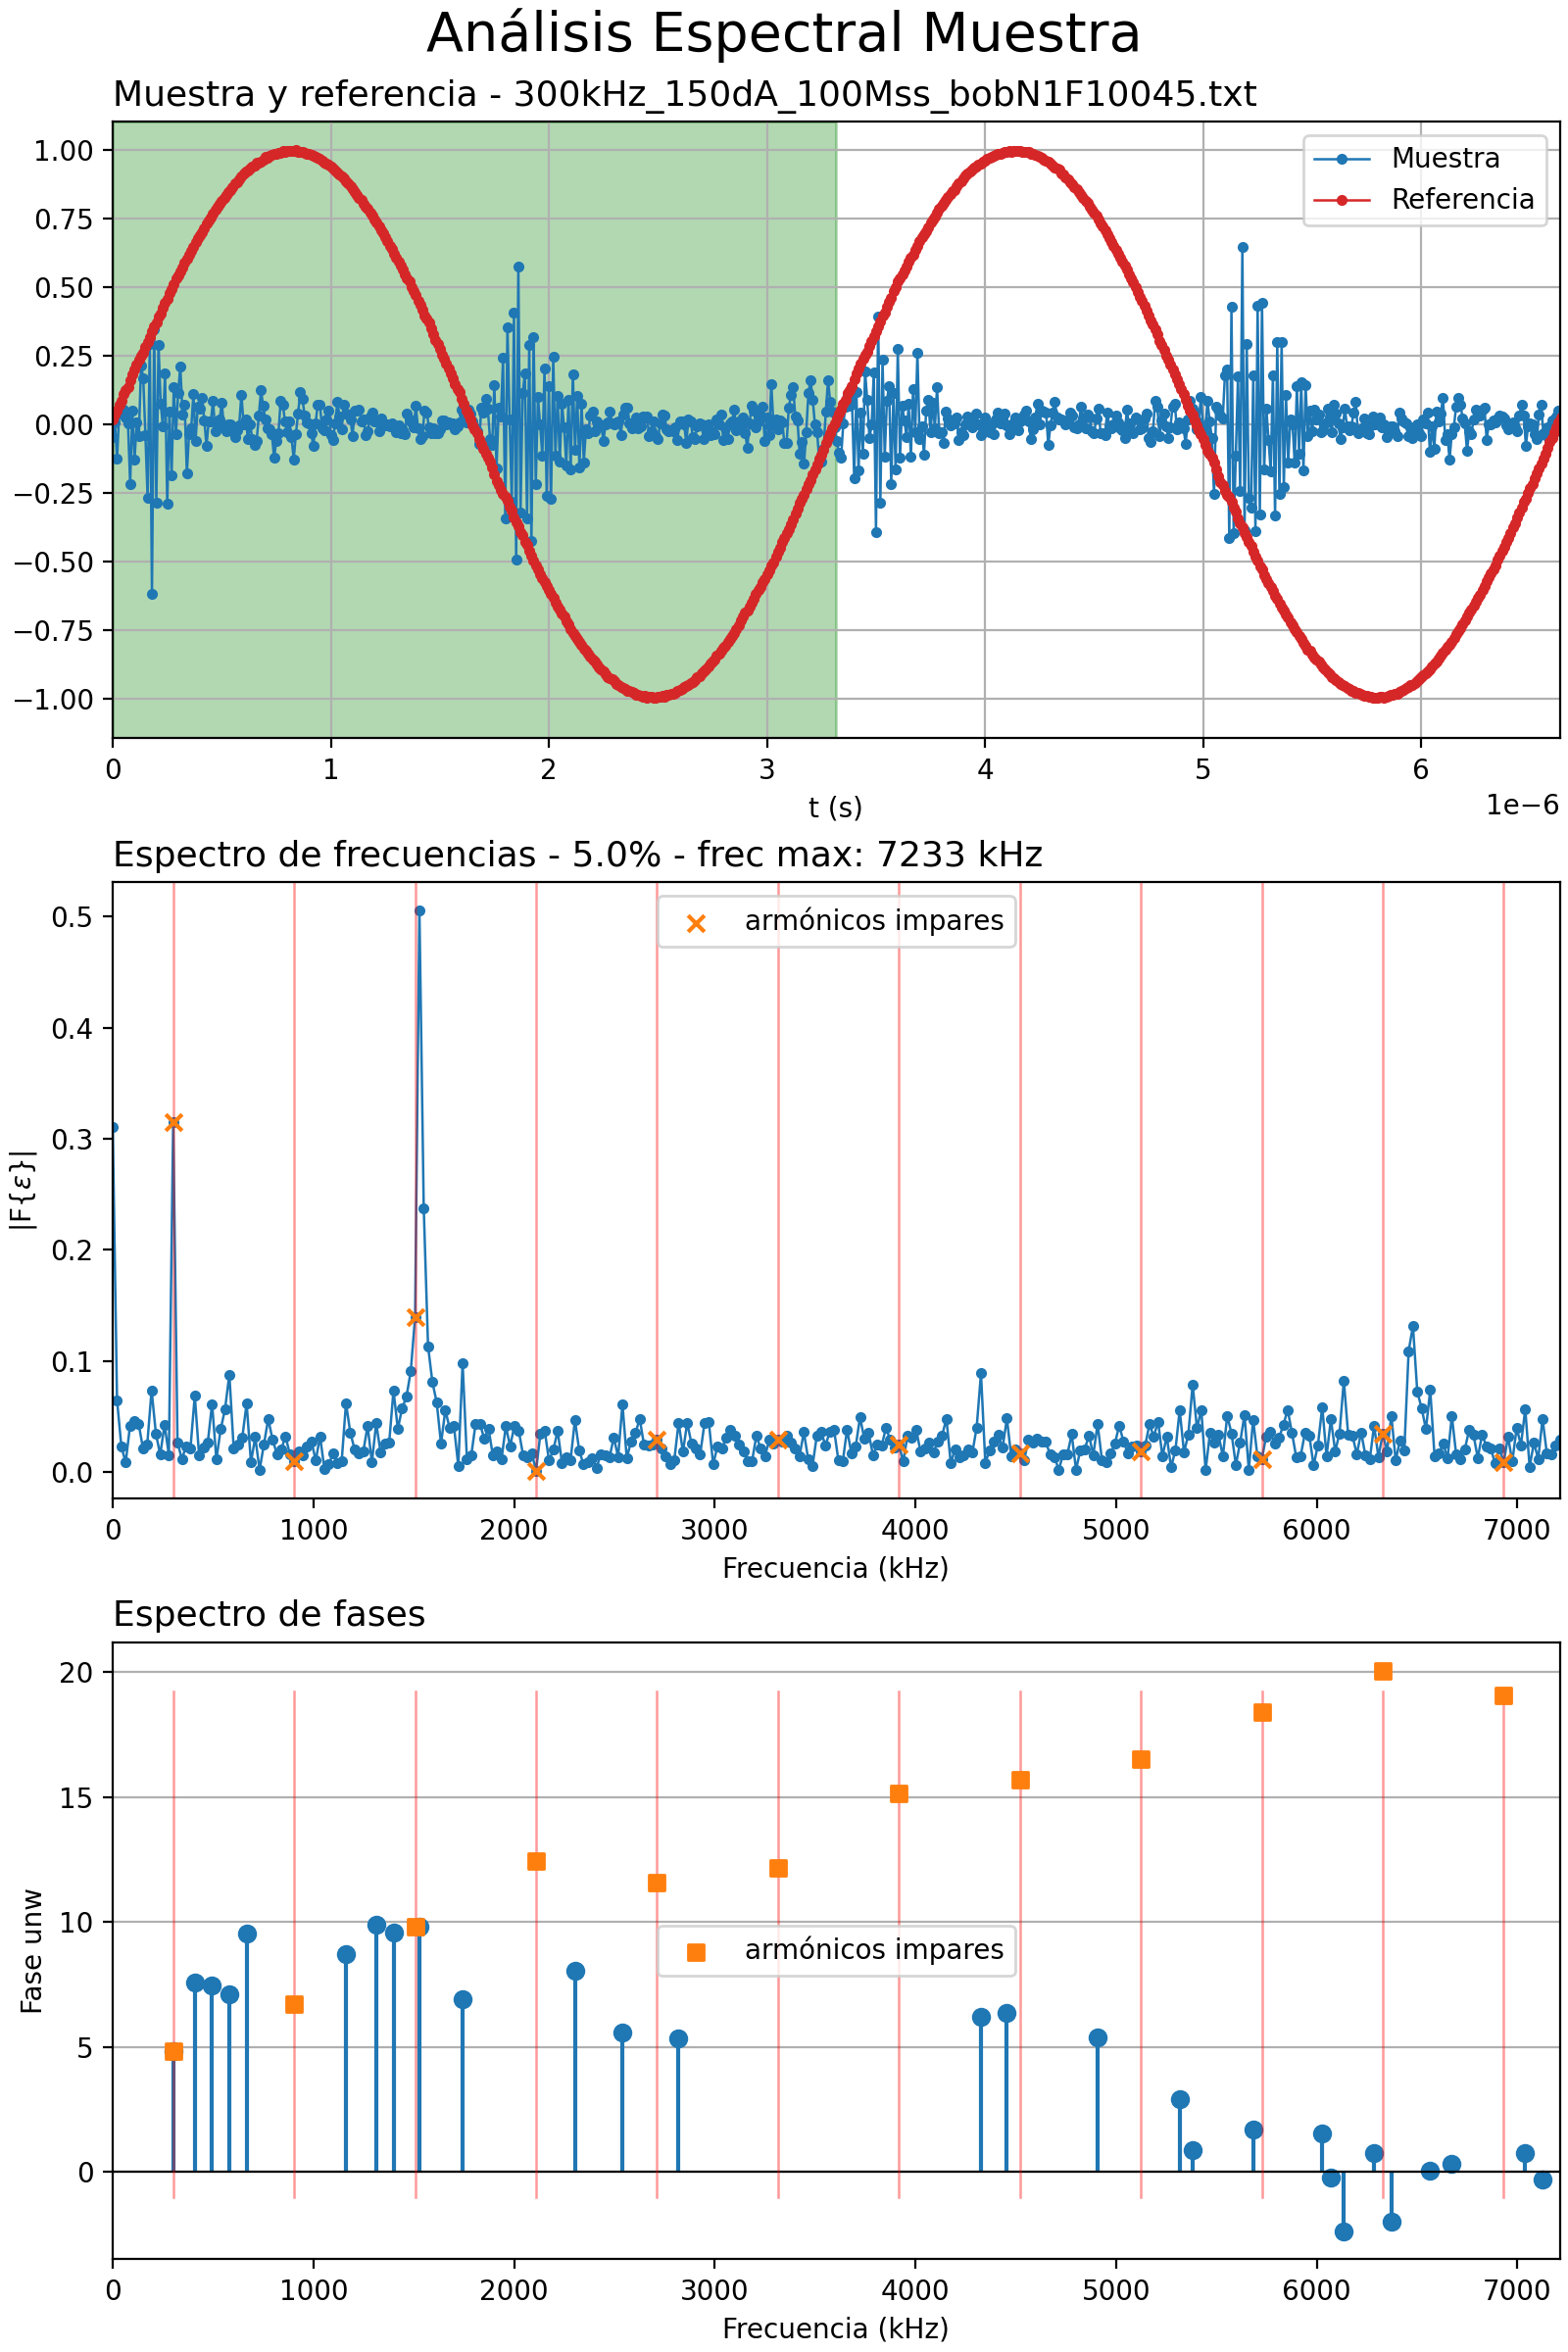 Análisis Espectral Muestra
Muestra y referencia - 300kHz_150dA_100Mss_bobN1F10045.txt
Muestra
Referencia
1.00
0.75
0.50
0.25
0.00
−0.25
−0.50
−0.75
−1.00
0 1 2 3 4 5 6
1e−6
t (s)
Espectro de frecuencias - 5.0% - frec max: 7233 kHz
armónicos impares
0.5
0.4
0.3
0.2
0.1
0.0
|F{ε}|
0 1000 2000 3000 4000 5000 6000 7000
Frecuencia (kHz)
Espectro de fases
20
15
10
5
0
armónicos impares
Fase unw
0 1000 2000 3000 4000 5000 6000 7000
Frecuencia (kHz)